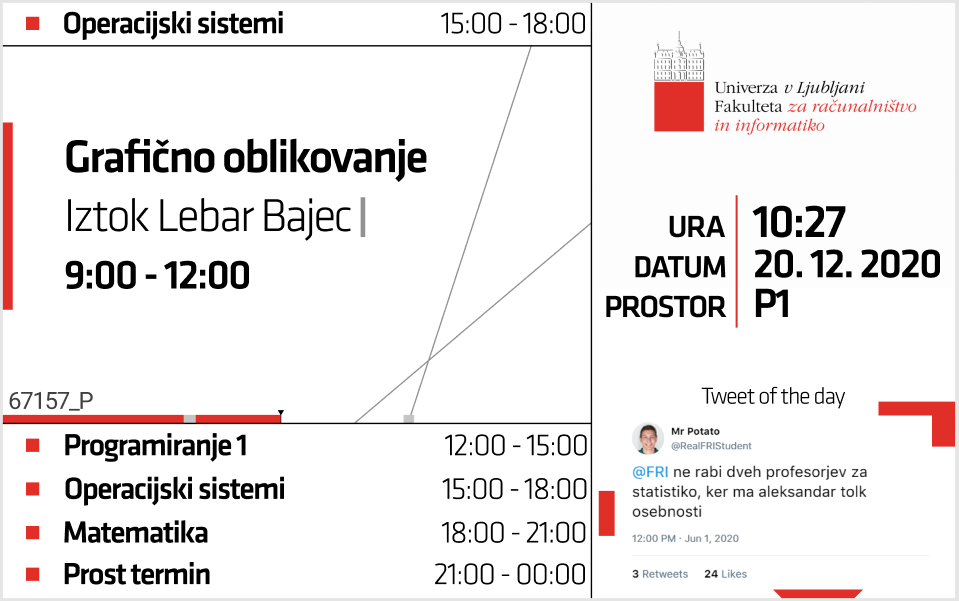 Operacijski sistemi 15:00 - 18:00
Grafično oblikovanje
Iztok Lebar Bajec
9:00 - 12:00
67157_P
Programiranje 1 12:00 - 15:00
Operacijski sistemi 15:00 - 18:00
Matematika 18:00 - 21:00
Prost termin 21:00 - 00:00
Univerza v Ljubljani
Fakulteta za računalništvo
in informatiko
URA 10:27
DATUM 20. 12. 2020
PROSTOR P1
Tweet of the day
Mr Potato
@RealFRIStudent
@FRI ne rabi dveh profesorjev za
statistiko, ker ma aleksandar tolk
osebnosti
12:00 PM · Jun 1, 2020
3 Retweets 24 Likes